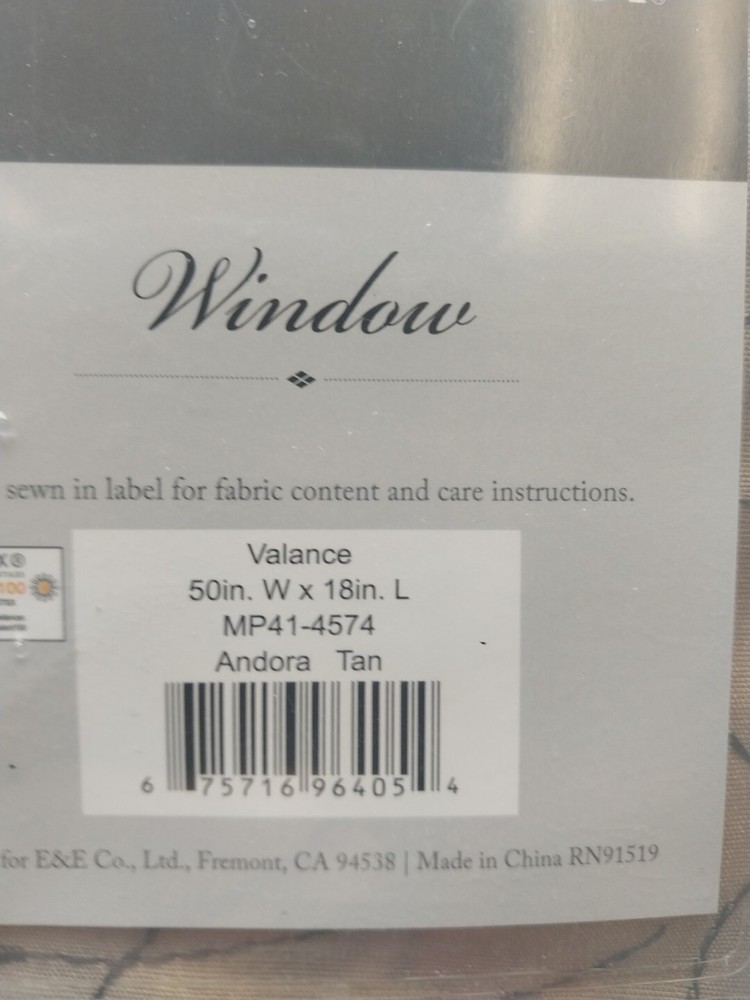 Window
sewn in label for fabric content and care instructions.
X®
100
Valance
50in. W x 18in. L
MP41-4574
Andora Tan
6 75716 96405 4
for E&E Co., Ltd., Fremont, CA 94538 | Made in China RN91519